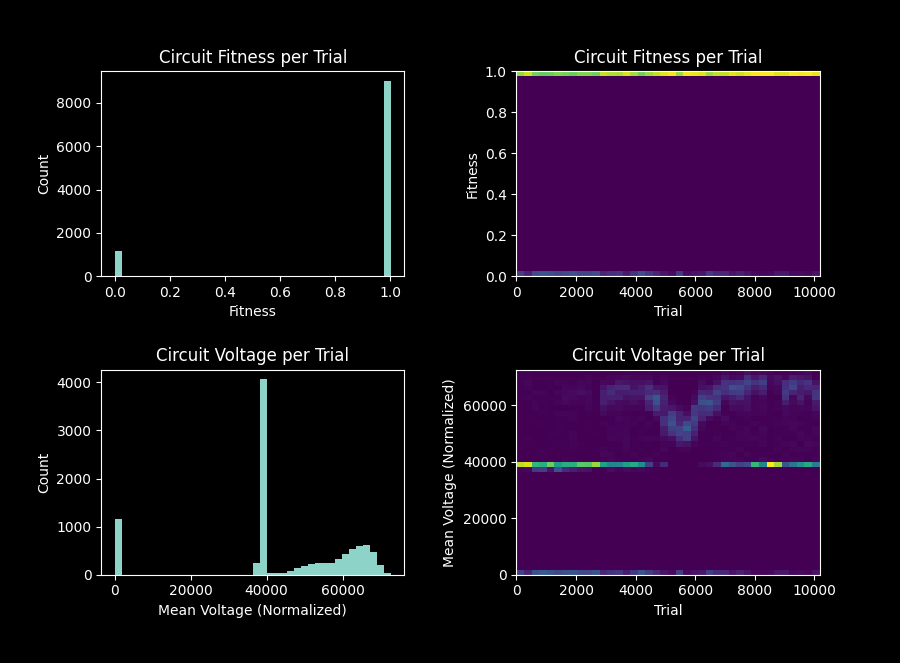 Circuit Fitness per Trial
8000
6000
4000
2000
0
Count
0.0 0.2 0.4 0.6 0.8 1.0
Fitness
Circuit Fitness per Trial
1.0
0.8
0.6
0.4
0.2
0.0
Fitness
0 2000 4000 6000 8000 10000
Trial
Circuit Voltage per Trial
4000
3000
2000
1000
0
Count
0 20000 40000 60000
Mean Voltage (Normalized)
Circuit Voltage per Trial
60000
40000
20000
0
Mean Voltage (Normalized)
0 2000 4000 6000 8000 10000
Trial